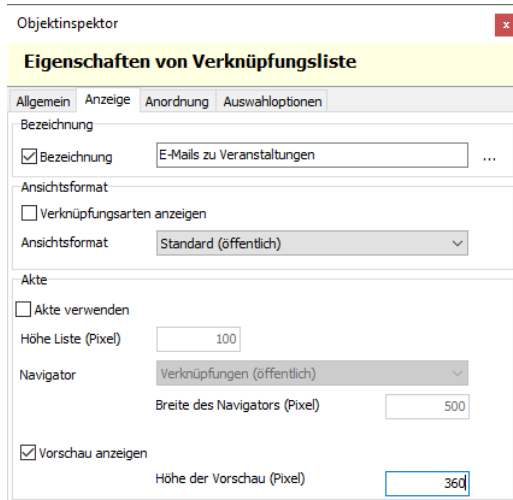 Objektinspektor x
Eigenschaften von Verknüpfungsliste
Allgemein Anzeige Anordnung Auswahloptionen
Bezeichnung
Bezeichnung E-Mails zu Veranstaltungen ...
Ansichtsformat
Verknüpfungsarten anzeigen
Ansichtsformat Standard (öffentlich)
Akte
Akte verwenden
Höhe Liste (Pixel) 100
Navigator Verknüpfungen (öffentlich)
Breite des Navigators (Pixel) 500
Vorschau anzeigen
Höhe der Vorschau (Pixel) 360